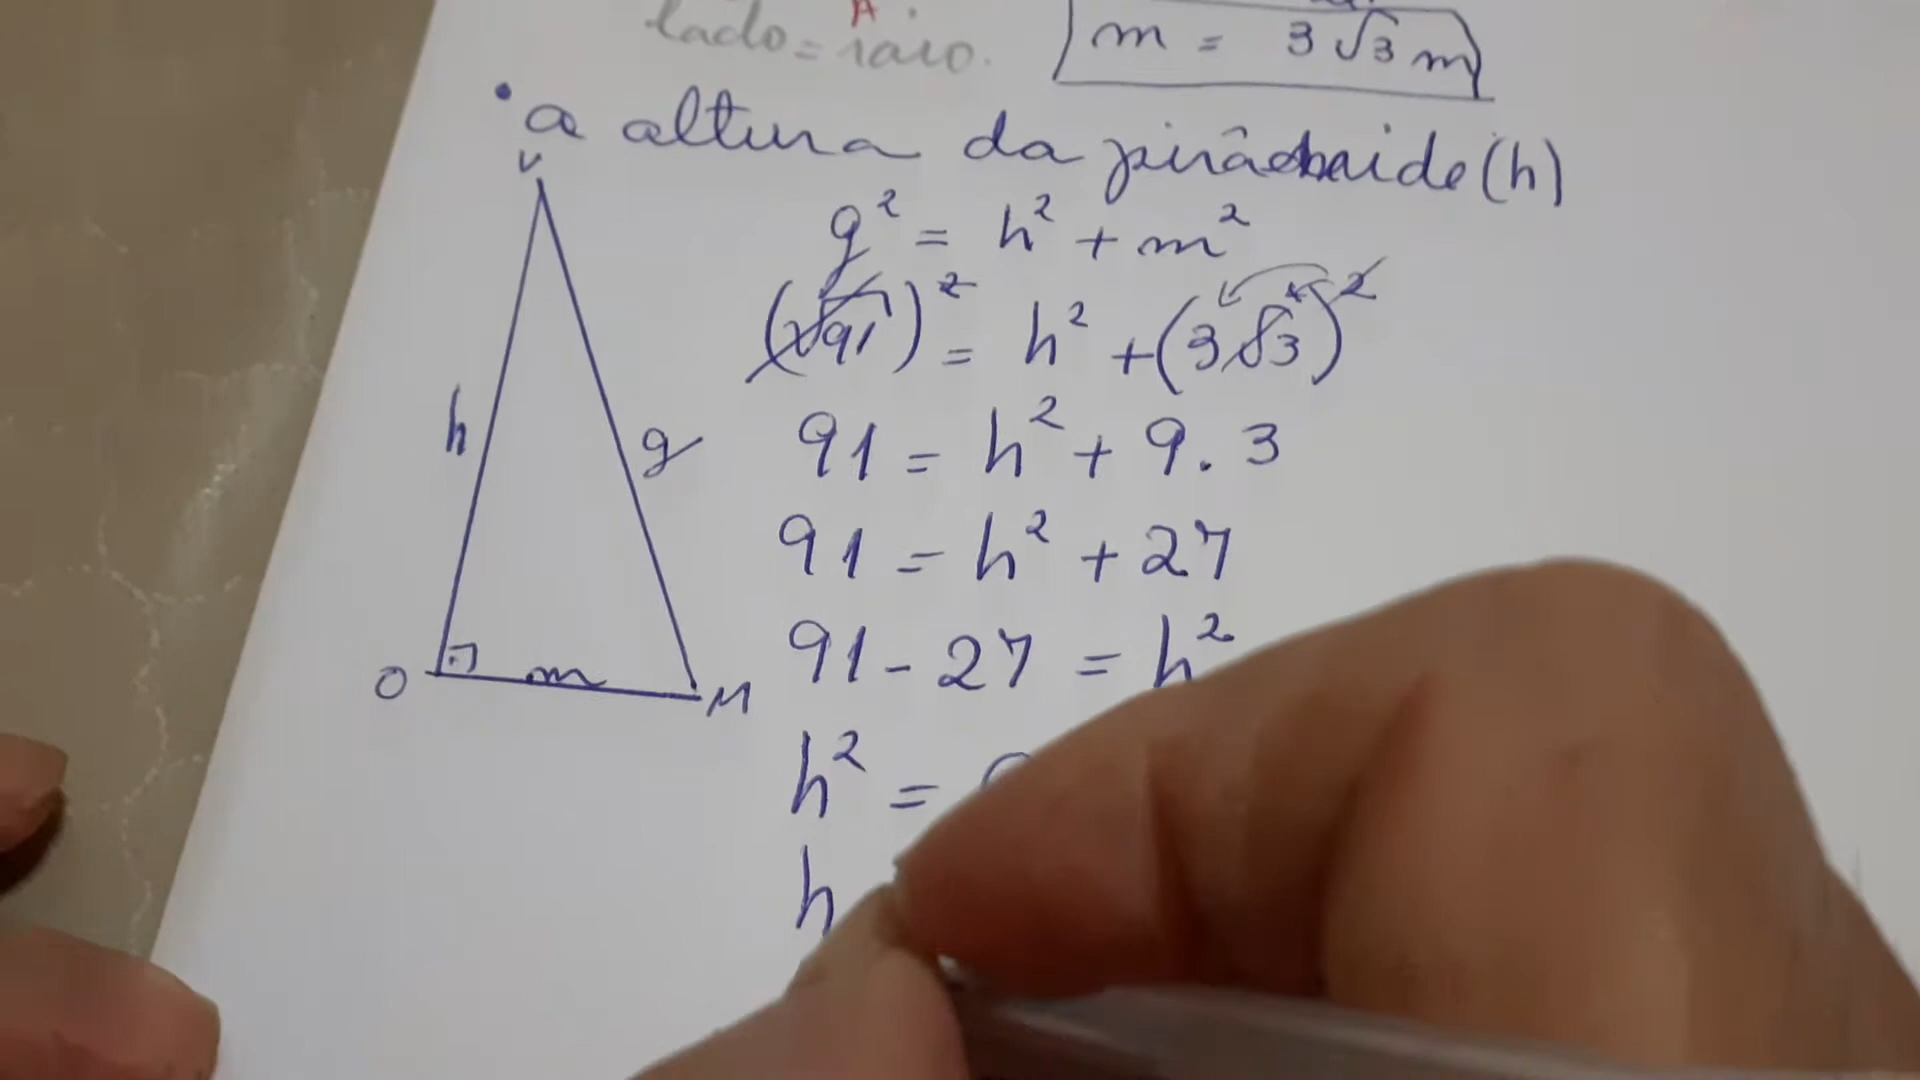 lado = raio.
m = 3√3 m
• a altura da pirâmide (h)
V
g² = h² + m²
(√91)² = h² + (3√3)²
h
g
91 = h² + 9.3
91 = h² + 27
91 - 27 = h²
O
m
M
h² =
h